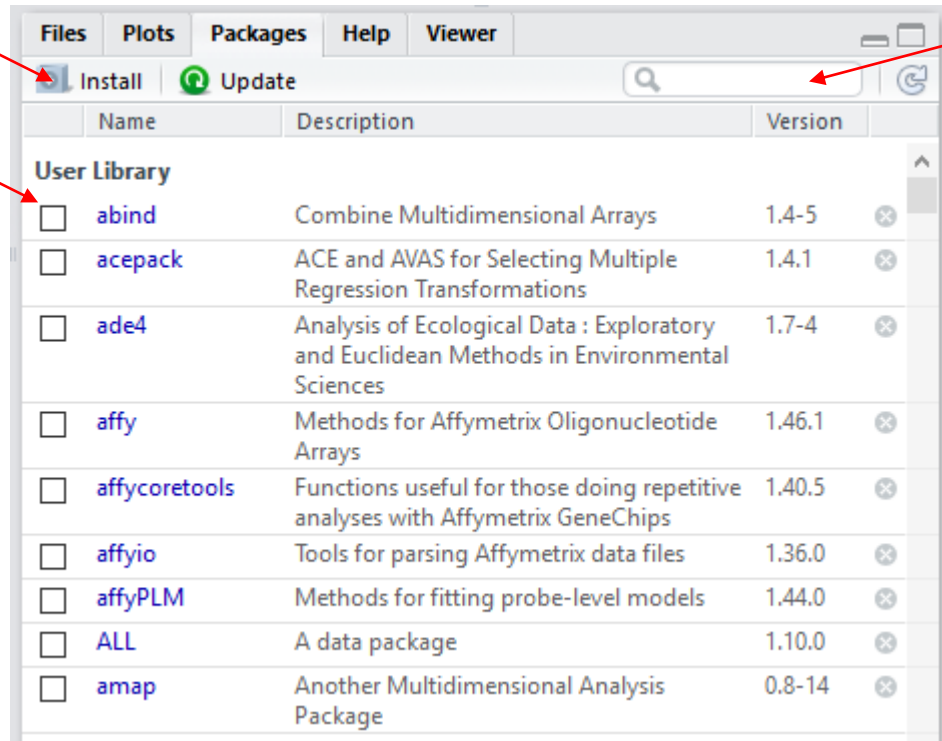 Files Plots Packages Help Viewer
Install Update
Name Description Version
User Library
abind Combine Multidimensional Arrays 1.4-5
acepack ACE and AVAS for Selecting Multiple 1.4.1
Regression Transformations
ade4 Analysis of Ecological Data : Exploratory 1.7-4
and Euclidean Methods in Environmental
Sciences
affy Methods for Affymetrix Oligonucleotide 1.46.1
Arrays
affycoretools Functions useful for those doing repetitive 1.40.5
analyses with Affymetrix GeneChips
affyio Tools for parsing Affymetrix data files 1.36.0
affyPLM Methods for fitting probe-level models 1.44.0
ALL A data package 1.10.0
amap Another Multidimensional Analysis 0.8-14
Package